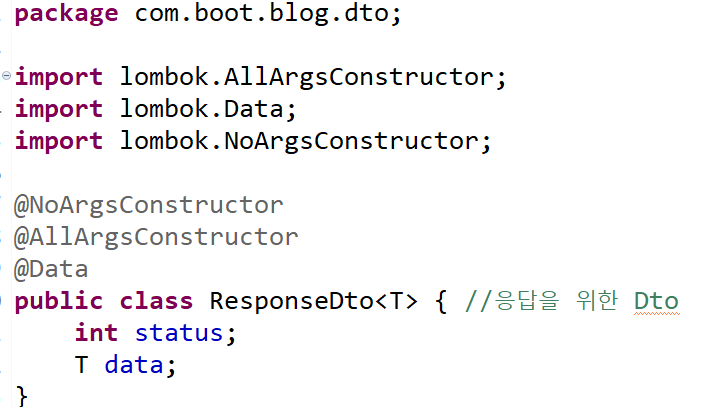 package com.boot.blog.dto;
import lombok.AllArgsConstructor;
import lombok.Data;
import lombok.NoArgsConstructor;
@NoArgsConstructor
@AllArgsConstructor
@Data
public class ResponseDto<T> { //응답을 위한 Dto
    int status;
    T data;
}